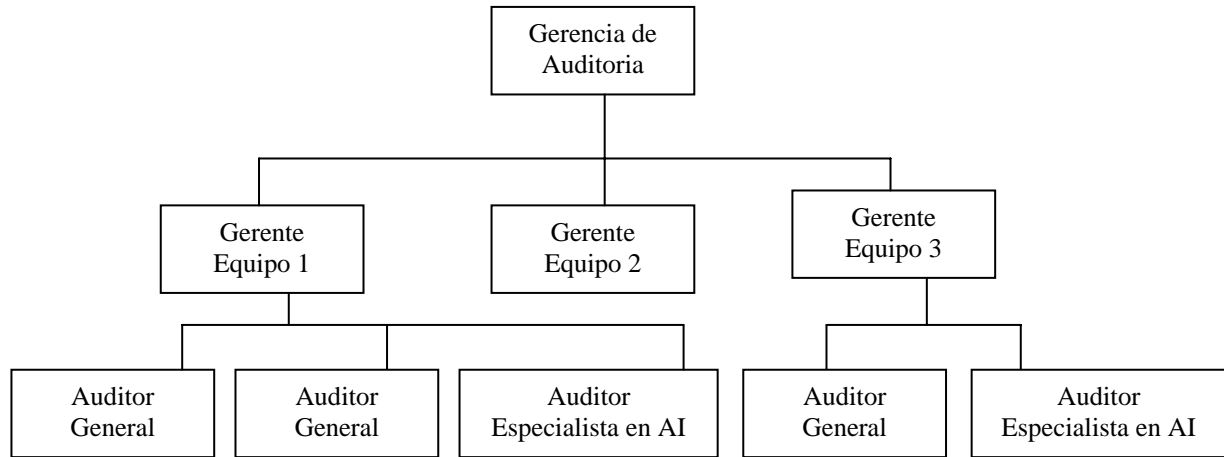 Gerencia de
Auditoria
Gerente
Equipo 1
Gerente
Equipo 2
Gerente
Equipo 3
Auditor
General
Auditor
General
Auditor
Especialista en AI
Auditor
General
Auditor
Especialista en AI